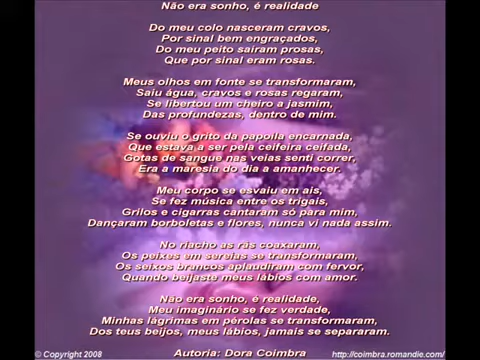 Não era sonho, é realidade
Do meu colo nasceram cravos,
Por sinal bem engraçados,
Do meu peito saíram prosas,
Que por sinal eram rosas.
Meus olhos em fonte se transformaram,
Saiu água, cravos e rosas regaram,
Se libertou um cheiro a jasmim,
Das profundezas, dentro de mim.
Se ouviu o grito da papoila encarnada,
Que estava a ser pela ceifeira ceifada,
Gotas de sangue nas veias senti correr,
Era a maresia do dia a amanhecer.
Meu corpo se esvaiu em ais,
Se fez música entre os trigais,
Grilos e cigarras cantaram só para mim,
Dançaram borboletas e flores, nunca vi nada assim.
No riacho as rãs coaxaram,
Os peixes em sereias se transformaram,
Os seixos brancos aplaudiram com fervor,
Quando beijaste meus lábios com amor.
Não era sonho, é realidade,
Meu imaginário se fez verdade,
Minhas lágrimas em pérolas se transformaram,
Dos teus beijos, meus lábios, jamais se separaram.
Autoria: Dora Coimbra
© Copyright 2008
http://coimbra.romandie.com/